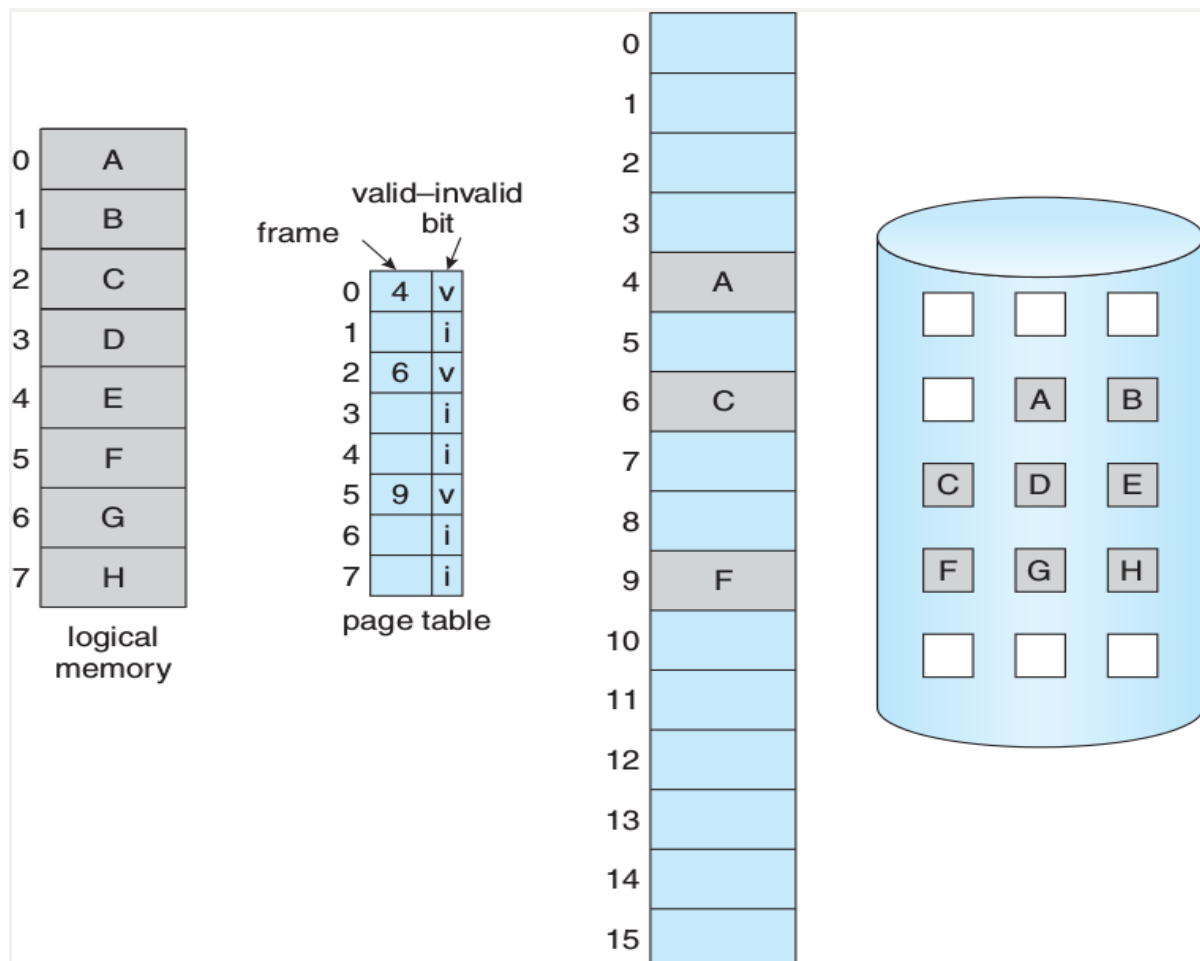 0 A
1 B
2 C
3 D
4 E
5 F
6 G
7 H
logical
memory
valid–invalid
bit
frame
0 4 v
1 i
2 6 v
3 i
4 i
5 9 v
6 i
7 i
page table
0
1
2
3
4 A
5
6 C
7
8
9 F
10
11
12
13
14
15
A B
C D E
F G H